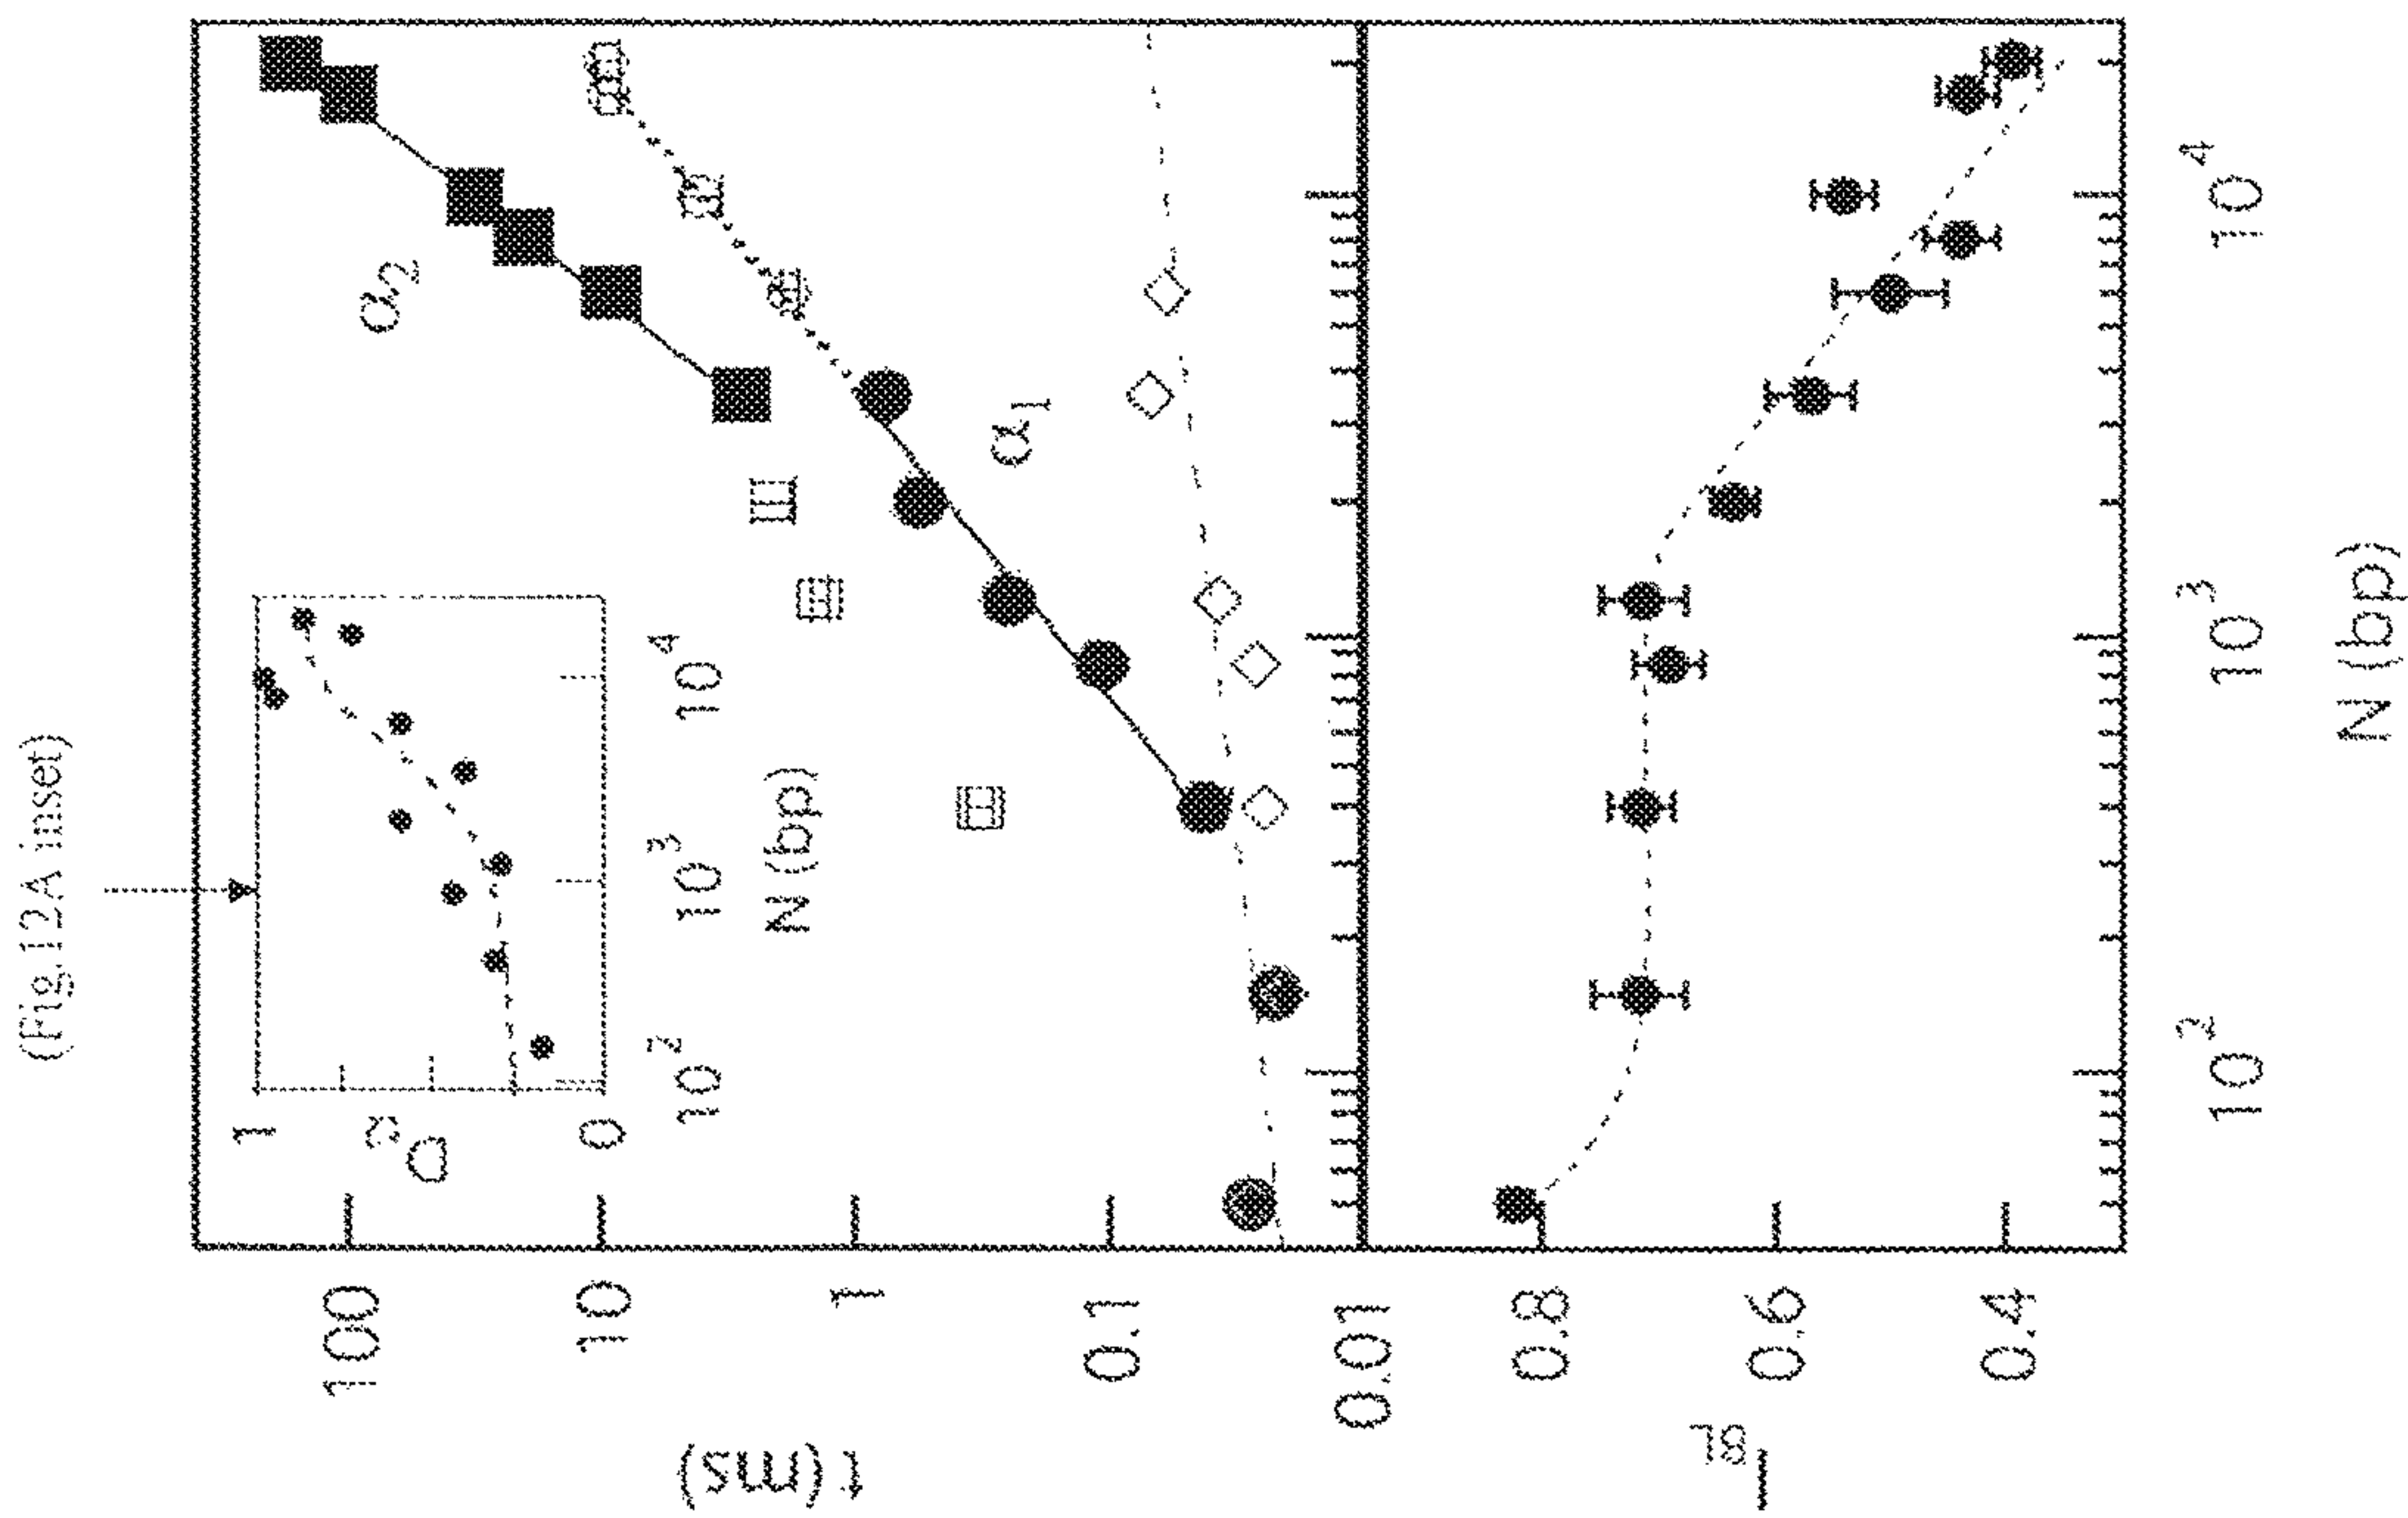 (Fig.12A inset)
1
a2
0
10^2
10^3
10^4
N (bp)
α2
α1
t (ms)
100
10
1
0.1
0.01
I_BL
0.8
0.6
0.4
10^2
10^3
10^4
N (bp)